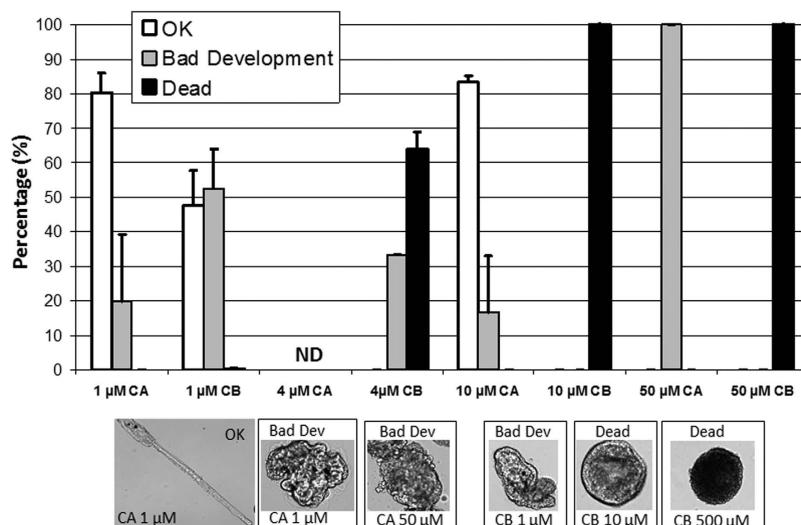 100
90
80
70
60
50
40
30
20
10
0
Percentage (%)
OK
Bad Development
Dead
ND
1 µM CA
1 µM CB
4 µM CA
4µM CB
10 µM CA
10 µM CB
50 µM CA
50 µM CB
OK
CA 1 µM
Bad Dev
CA 1 µM
Bad Dev
CA 50 µM
Bad Dev
CB 1 µM
Dead
CB 10 µM
Dead
CB 500 µM